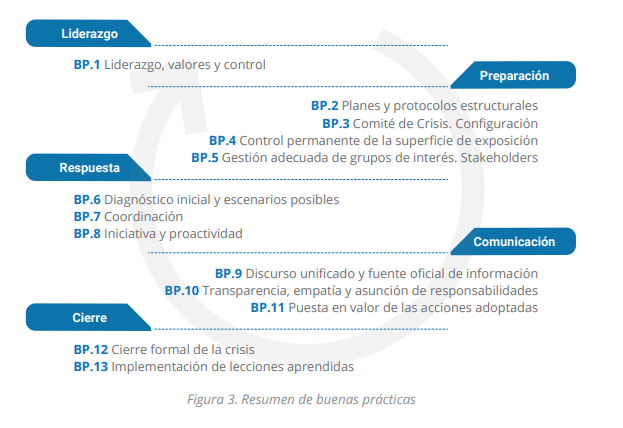 Liderazgo
BP.1 Liderazgo, valores y control
Preparación
BP.2 Planes y protocolos estructurales
BP.3 Comité de Crisis. Configuración
BP.4 Control permanente de la superficie de exposición
BP.5 Gestión adecuada de grupos de interés. Stakeholders
Respuesta
BP.6 Diagnóstico inicial y escenarios posibles
BP.7 Coordinación
BP.8 Iniciativa y proactividad
Comunicación
BP.9 Discurso unificado y fuente oficial de información
BP.10 Transparencia, empatía y asunción de responsabilidades
BP.11 Puesta en valor de las acciones adoptadas
Cierre
BP.12 Cierre formal de la crisis
BP.13 Implementación de lecciones aprendidas
Figura 3. Resumen de buenas prácticas